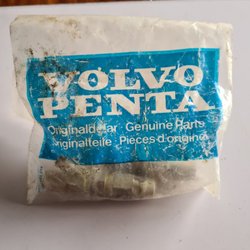 VOLVO
PENTA
Originaldelar · Genuine Parts
Originalteile · Pièces d'origine